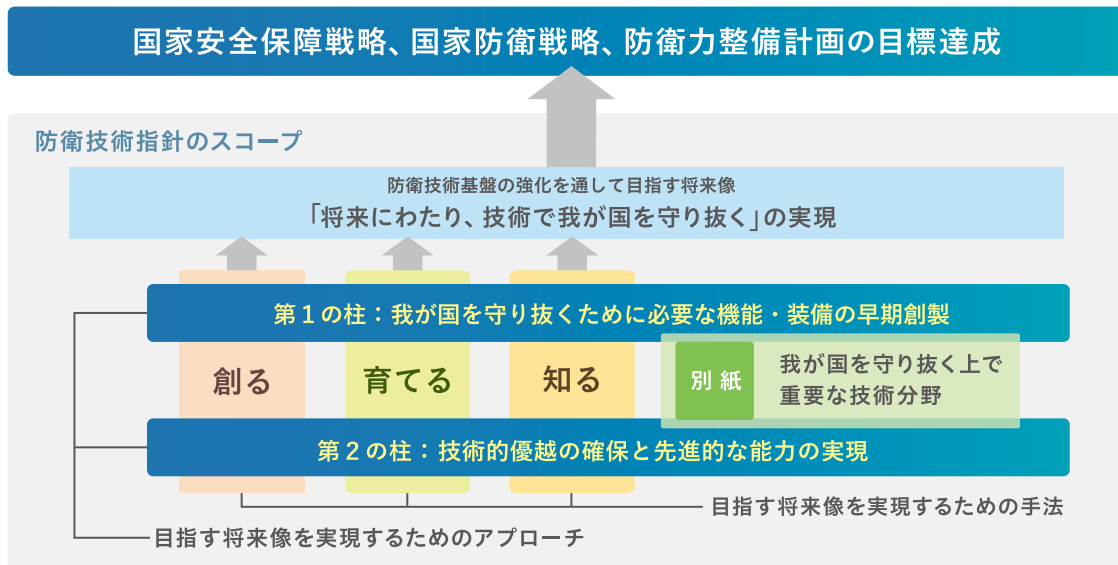 国家安全保障戦略、国家防衛戦略、防衛力整備計画の目標達成
防衛技術指針のスコープ
防衛技術基盤の強化を通して目指す将来像
「将来にわたり、技術で我が国を守り抜く」の実現
第1の柱：我が国を守り抜くために必要な機能・装備の早期創製
創る
育てる
知る
別紙
我が国を守り抜く上で
重要な技術分野
第2の柱：技術的優越の確保と先進的な能力の実現
目指す将来像を実現するための手法
目指す将来像を実現するためのアプローチ